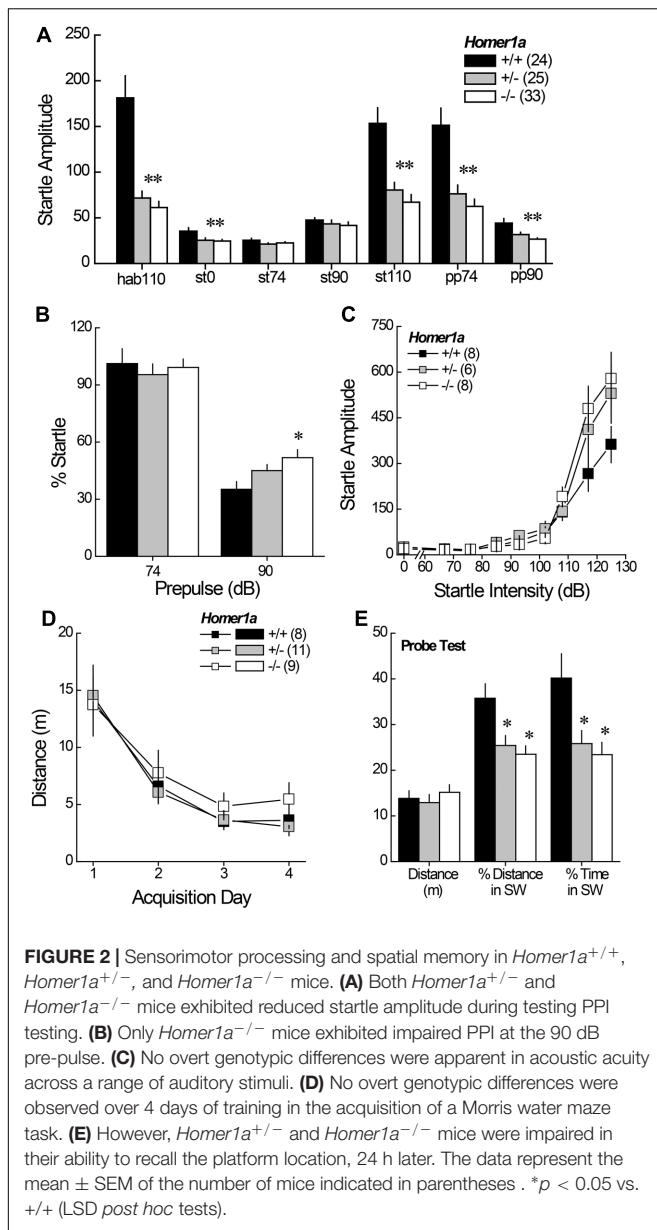 A
Homer1a
+/+ (24)
+/- (25)
-/- (33)
Startle Amplitude
250
200
150
100
50
0
**
**
**
**
**
hab110 st0 st74 st90 st110 pp74 pp90
B
% Startle
120
90
60
30
0
*
74 90
Prepulse (dB)
C
Homer1a
+/+ (8)
+/- (6)
-/- (8)
Startle Amplitude
750
600
450
300
150
0
0 60 70 80 90 100 110 120 130
Startle Intensity (dB)
D
Homer1a
+/+ (8)
+/- (11)
-/- (9)
Distance (m)
20
15
10
5
0
1 2 3 4
Acquisition Day
E
Probe Test
50
40
30
20
10
0
* *
* *
Distance (m) % Distance in SW % Time in SW
FIGURE 2 | Sensorimotor processing and spatial memory in Homer1a+/+,
Homer1a+/−, and Homer1a−/− mice. (A) Both Homer1a+/− and
Homer1a−/− mice exhibited reduced startle amplitude during testing PPI
testing. (B) Only Homer1a−/− mice exhibited impaired PPI at the 90 dB
pre-pulse. (C) No overt genotypic differences were apparent in acoustic acuity
across a range of auditory stimuli. (D) No overt genotypic differences were
observed over 4 days of training in the acquisition of a Morris water maze
task. (E) However, Homer1a+/− and Homer1a−/− mice were impaired in
their ability to recall the platform location, 24 h later. The data represent the
mean ± SEM of the number of mice indicated in parentheses . *p < 0.05 vs.
+/+ (LSD post hoc tests).